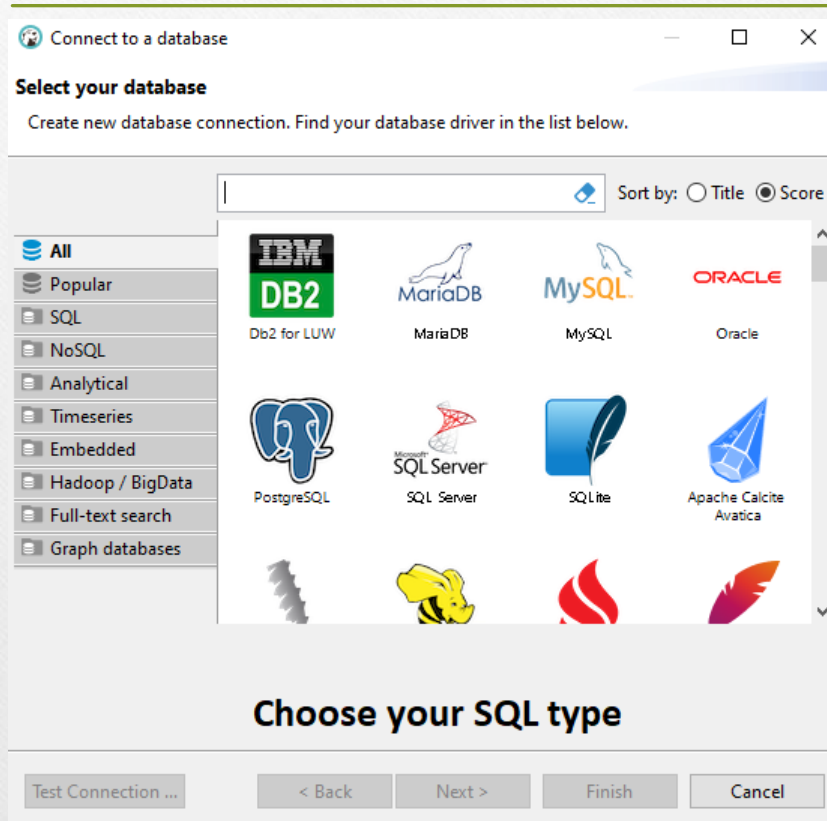 Connect to a database
Select your database
Create new database connection. Find your database driver in the list below.
Sort by: Title Score
All
Popular
SQL
NoSQL
Analytical
Timeseries
Embedded
Hadoop / BigData
Full-text search
Graph databases
IBM
DB2
MariaDB
MySQL
ORACLE
Db2 for LUW
MariaDB
MySQL
Oracle
Microsoft
SQL Server
PostgreSQL
SQL Server
SQLite
Apache Calcite
Avatica
Choose your SQL type
Test Connection ...
< Back
Next >
Finish
Cancel